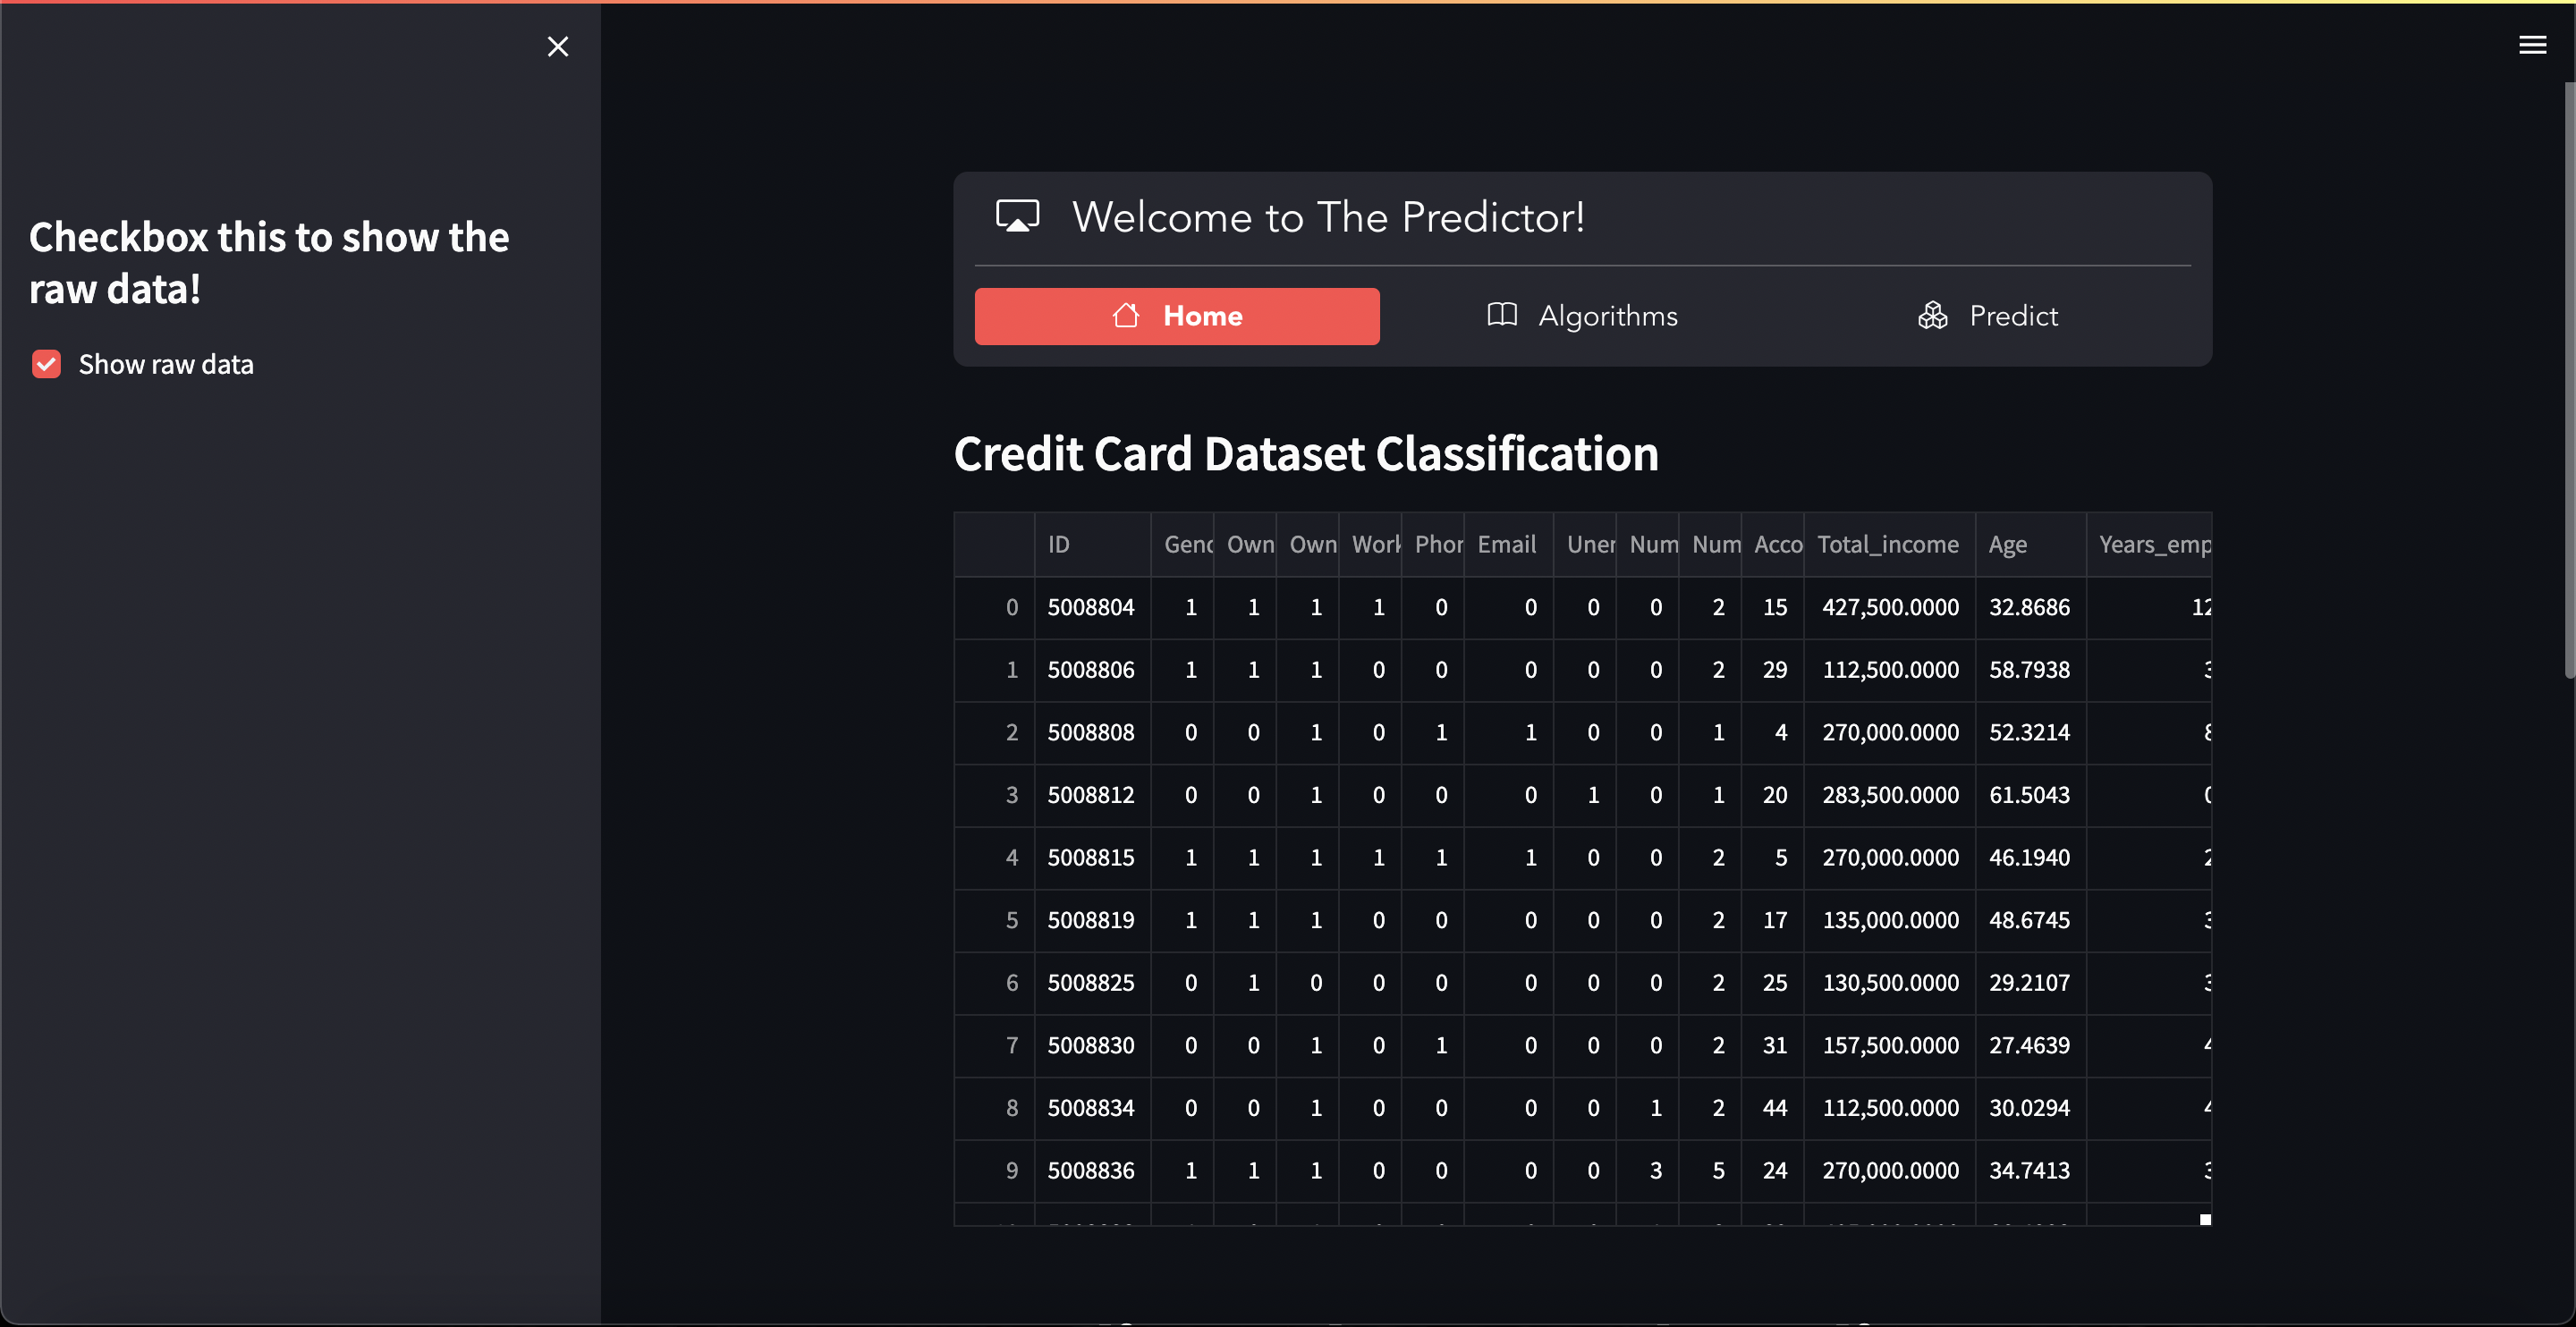 Checkbox this to show the
raw data!
Show raw data
Welcome to The Predictor!
Home Algorithms Predict
Credit Card Dataset Classification
ID Gend Own Own Work Phor Email Uner Num Num Acco Total_income Age Years_emp
0 5008804 1 1 1 1 0 0 0 0 2 15 427,500.0000 32.8686 12
1 5008806 1 1 1 0 0 0 0 0 2 29 112,500.0000 58.7938 3
2 5008808 0 0 1 0 1 1 0 0 1 4 270,000.0000 52.3214 8
3 5008812 0 0 1 0 0 0 1 0 1 20 283,500.0000 61.5043 0
4 5008815 1 1 1 1 1 1 0 0 2 5 270,000.0000 46.1940 2
5 5008819 1 1 1 0 0 0 0 0 2 17 135,000.0000 48.6745 3
6 5008825 0 1 0 0 0 0 0 0 2 25 130,500.0000 29.2107 3
7 5008830 0 0 1 0 1 0 0 0 2 31 157,500.0000 27.4639 4
8 5008834 0 0 1 0 0 0 0 1 2 44 112,500.0000 30.0294 4
9 5008836 1 1 1 0 0 0 0 3 5 24 270,000.0000 34.7413 3